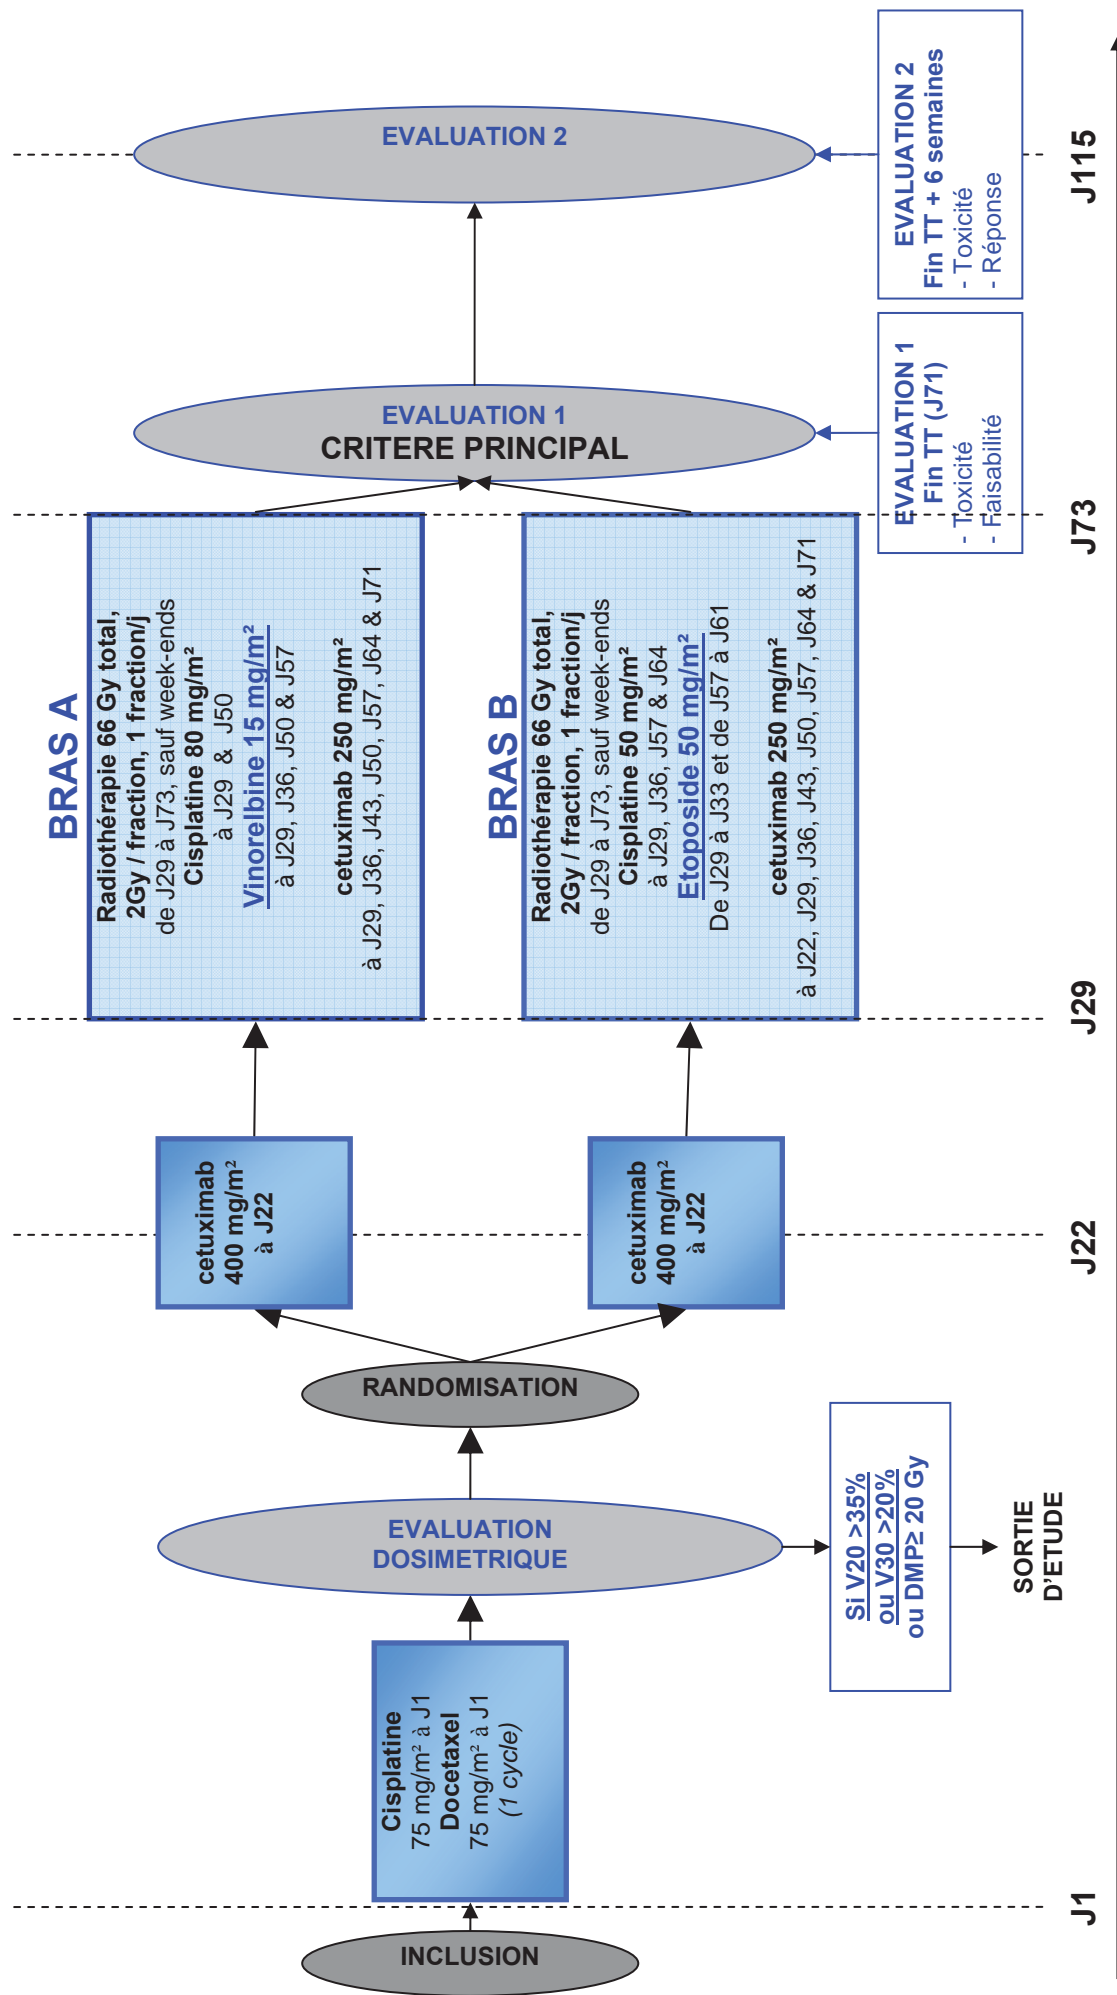 INCLUSION
Cisplatine
75 mg/m² à J1
Docetaxel
75 mg/m² à J1
(1 cycle)
EVALUATION
DOSIMETRIQUE
Si V20 >35%
ou V30 >20%
ou DMP≥ 20 Gy
SORTIE
D'ETUDE
RANDOMISATION
cetuximab
400 mg/m²
à J22
cetuximab
400 mg/m²
à J22
BRAS A
Radiothérapie 66 Gy total,
2Gy / fraction, 1 fraction/j
de J29 à J73, sauf week-ends
Cisplatine 80 mg/m²
à J29 & J50
Vinorelbine 15 mg/m²
à J29, J36, J50 & J57
cetuximab 250 mg/m²
à J29, J36, J43, J50, J57, J64 & J71
BRAS B
Radiothérapie 66 Gy total,
2Gy / fraction, 1 fraction/j
de J29 à J73, sauf week-ends
Cisplatine 50 mg/m²
à J29, J36, J57 & J64
Etoposide 50 mg/m²
De J29 à J33 et de J57 à J61
cetuximab 250 mg/m²
à J22, J29, J36, J43, J50, J57, J64 & J71
EVALUATION 1
CRITERE PRINCIPAL
EVALUATION 2
EVALUATION 1
Fin TT (J71)
- Toxicité
- Faisabilité
EVALUATION 2
Fin TT + 6 semaines
- Toxicité
- Réponse
J1
J22
J29
J73
J115